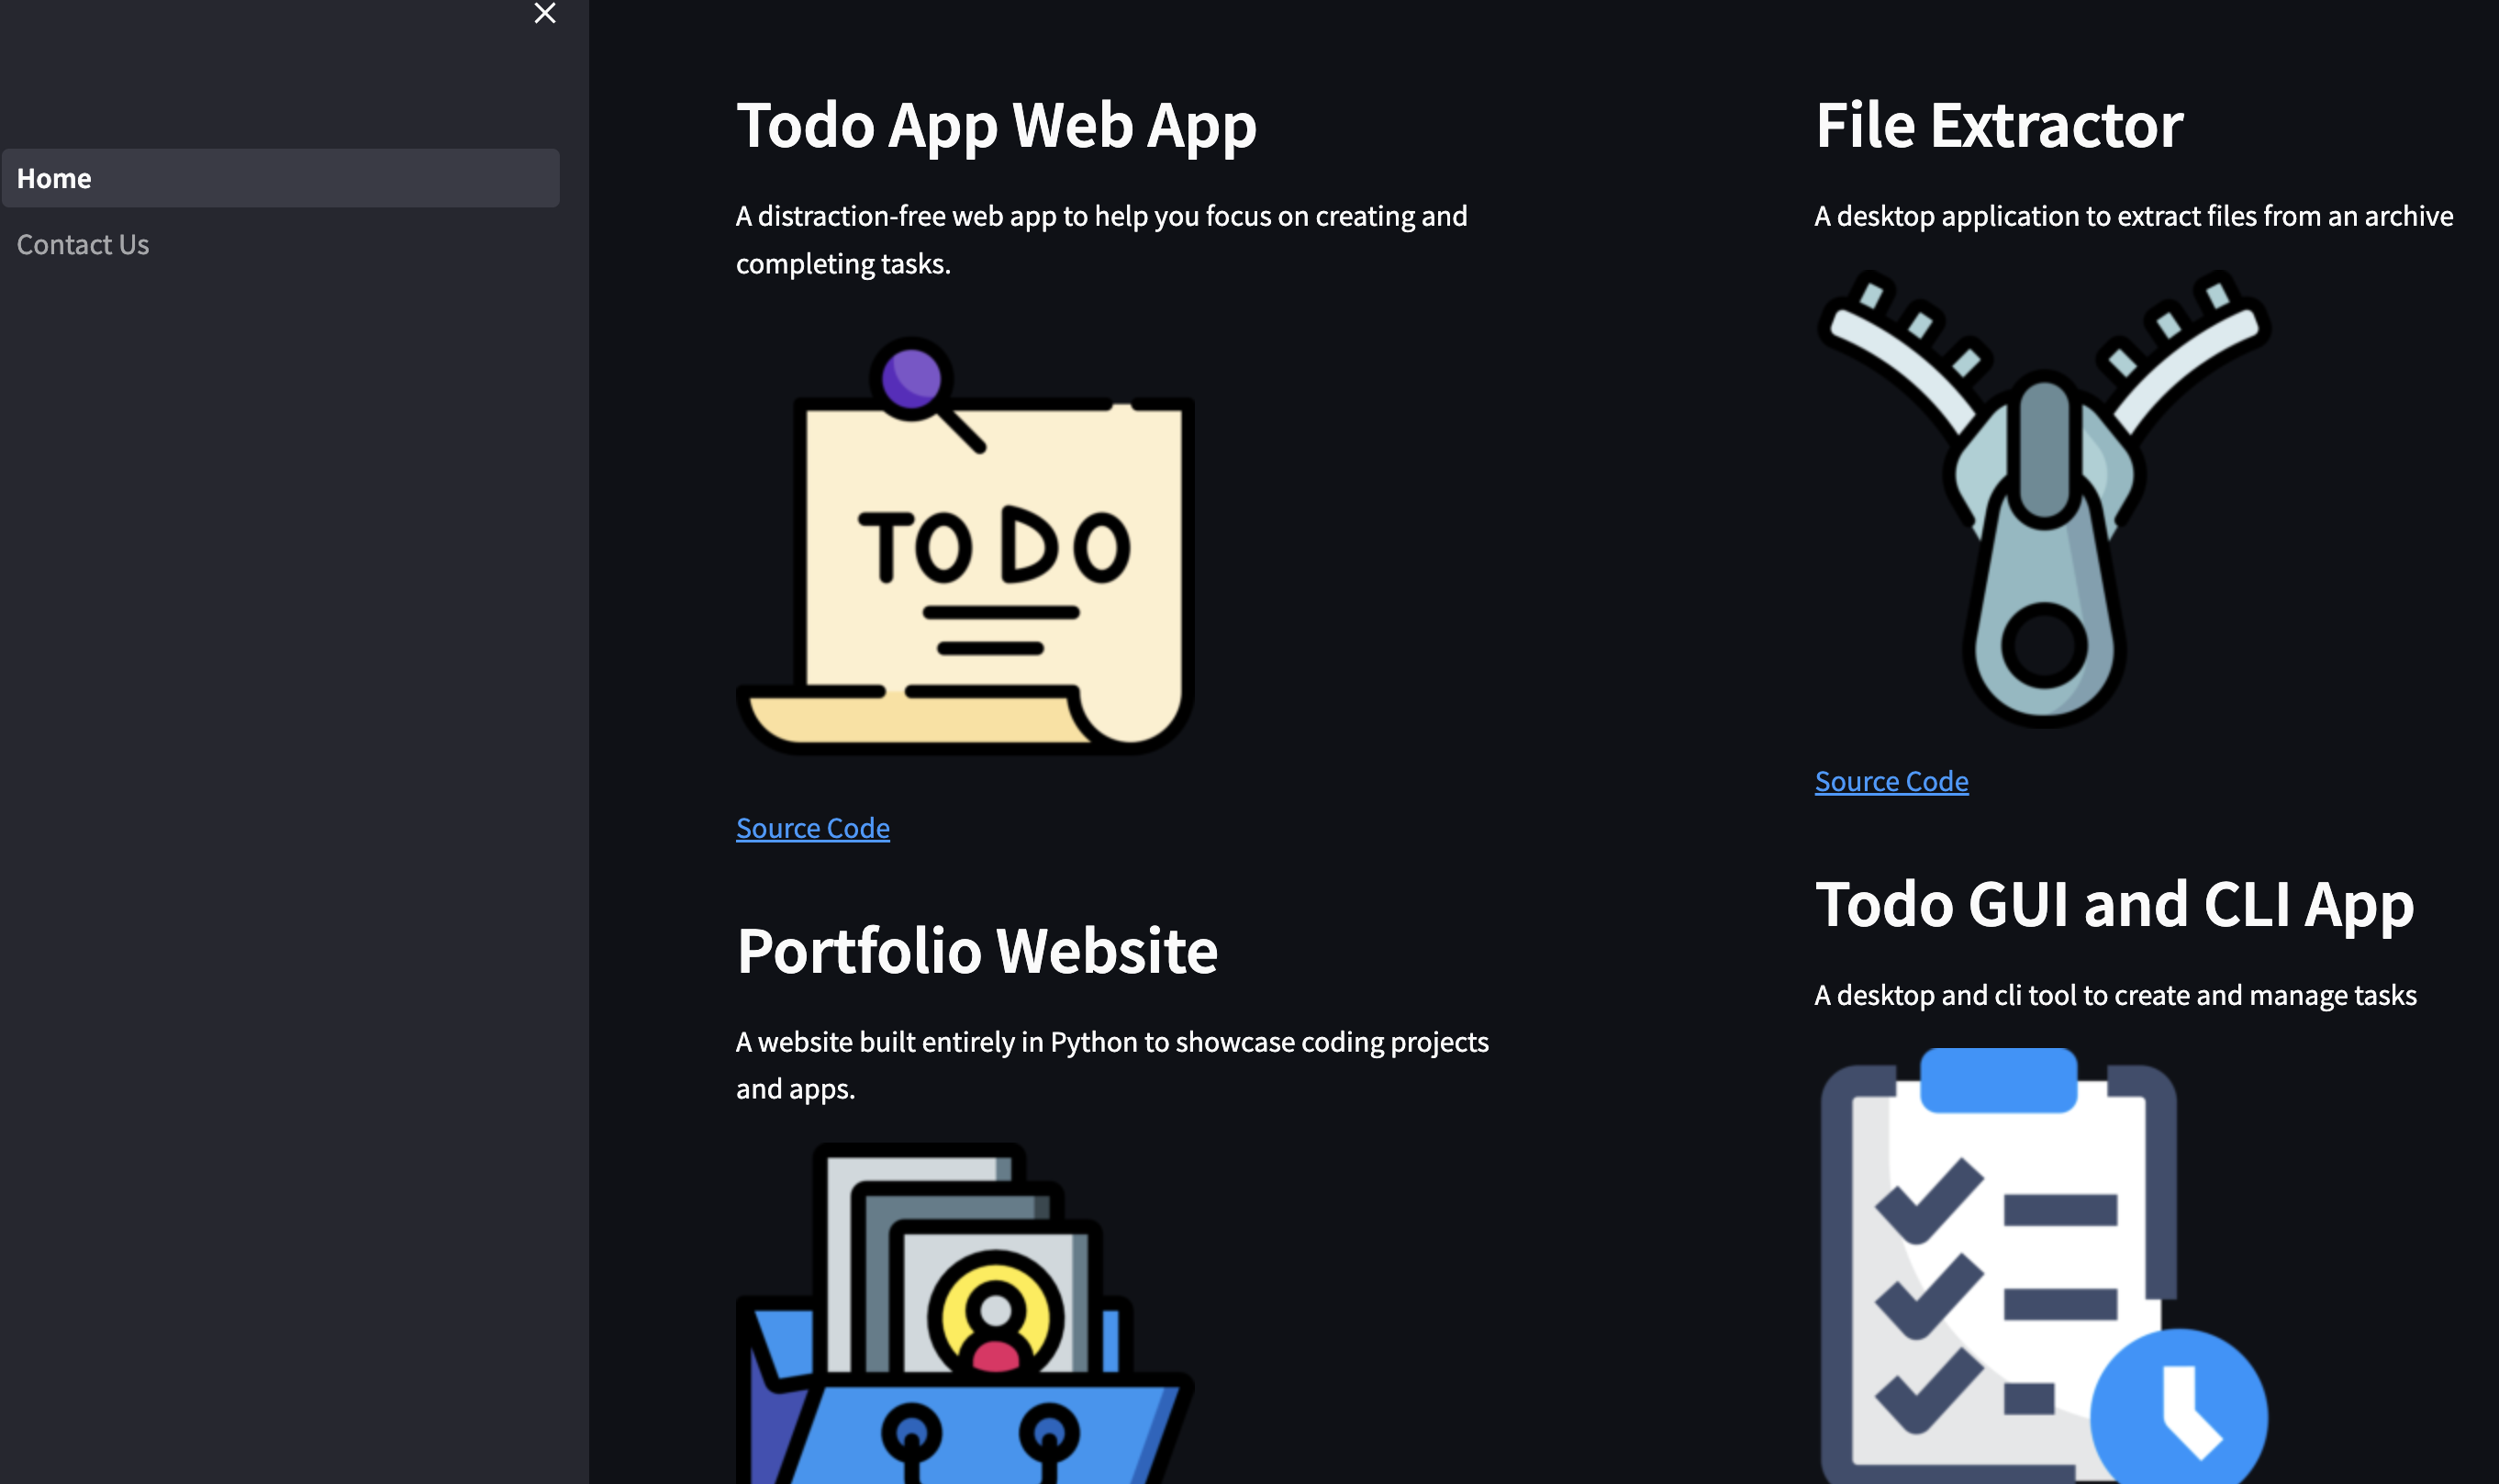 Home
Contact Us
Todo App Web App
A distraction-free web app to help you focus on creating and
completing tasks.
TO DO
Source Code
Portfolio Website
A website built entirely in Python to showcase coding projects
and apps.
File Extractor
A desktop application to extract files from an archive
Source Code
Todo GUI and CLI App
A desktop and cli tool to create and manage tasks